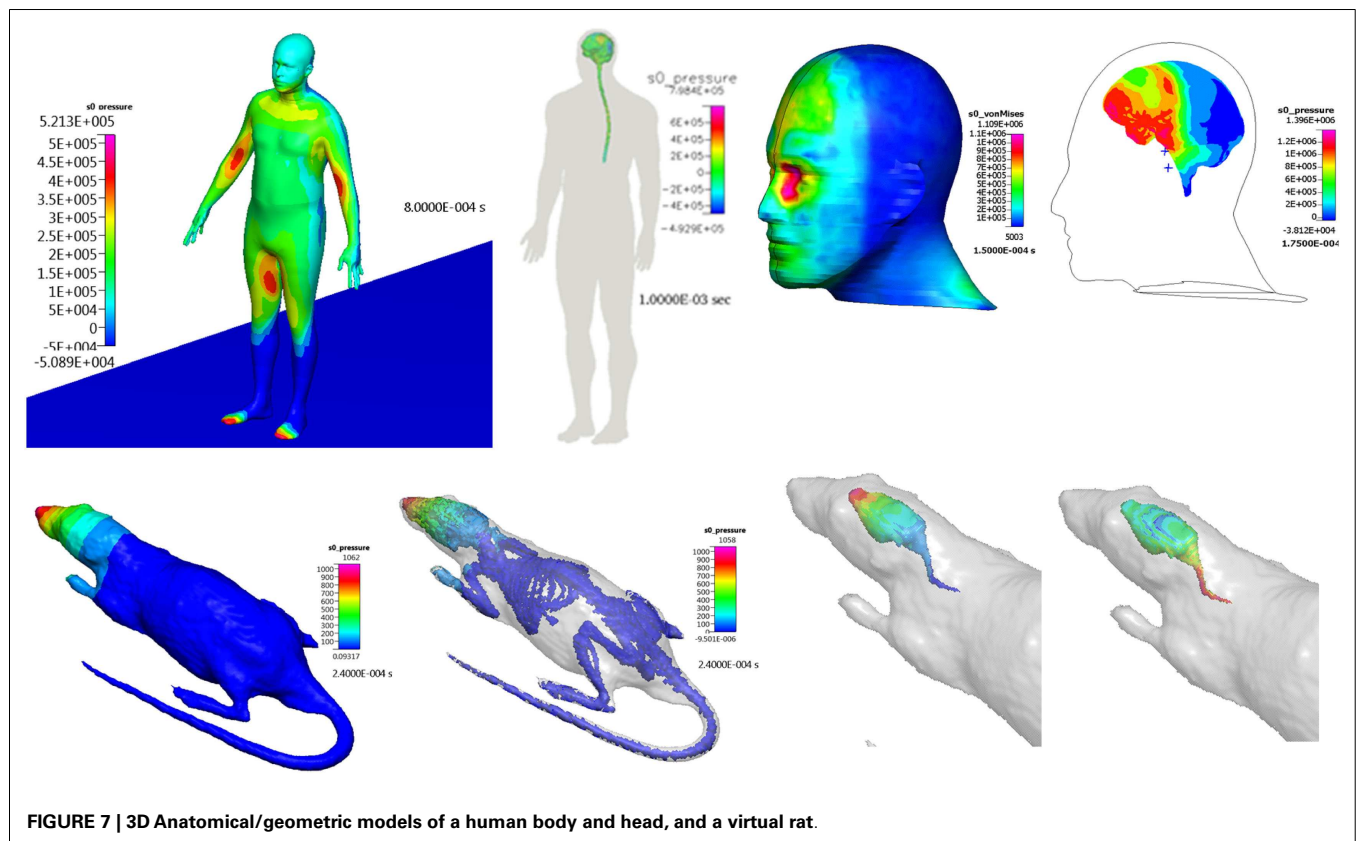 s0_pressure
5.213E+005
5E+005
4E+005
4E+005
3E+005
3E+005
2E+005
2E+005
1E+005
1E+005
5E+004
0
-5E+004
-5.089E+004
8.0000E-004 s
s0_pressure
7.984E+05
6E+05
4E+05
2E+05
0
-2E+05
-4E+05
-4.929E+05
1.0000E-03 sec
s0_vonMises
1.109E+006
1.1E+006
1E+006
9E+005
8E+005
7E+005
6E+005
5E+005
4E+005
3E+005
2E+005
1E+005
5003
1.5000E-004 s
s0_pressure
1.396E+006
1.2E+006
1E+006
8E+005
6E+005
4E+005
2E+005
0
-3.812E+004
1.7500E-004
s0_pressure
1062
1000
900
800
700
600
500
400
300
200
100
0.09317
2.4000E-004 s
s0_pressure
1058
1000
900
800
700
600
500
400
300
200
100
0
-9.501E-006
2.4000E-004 s
FIGURE 7 | 3D Anatomical/geometric models of a human body and head, and a virtual rat.